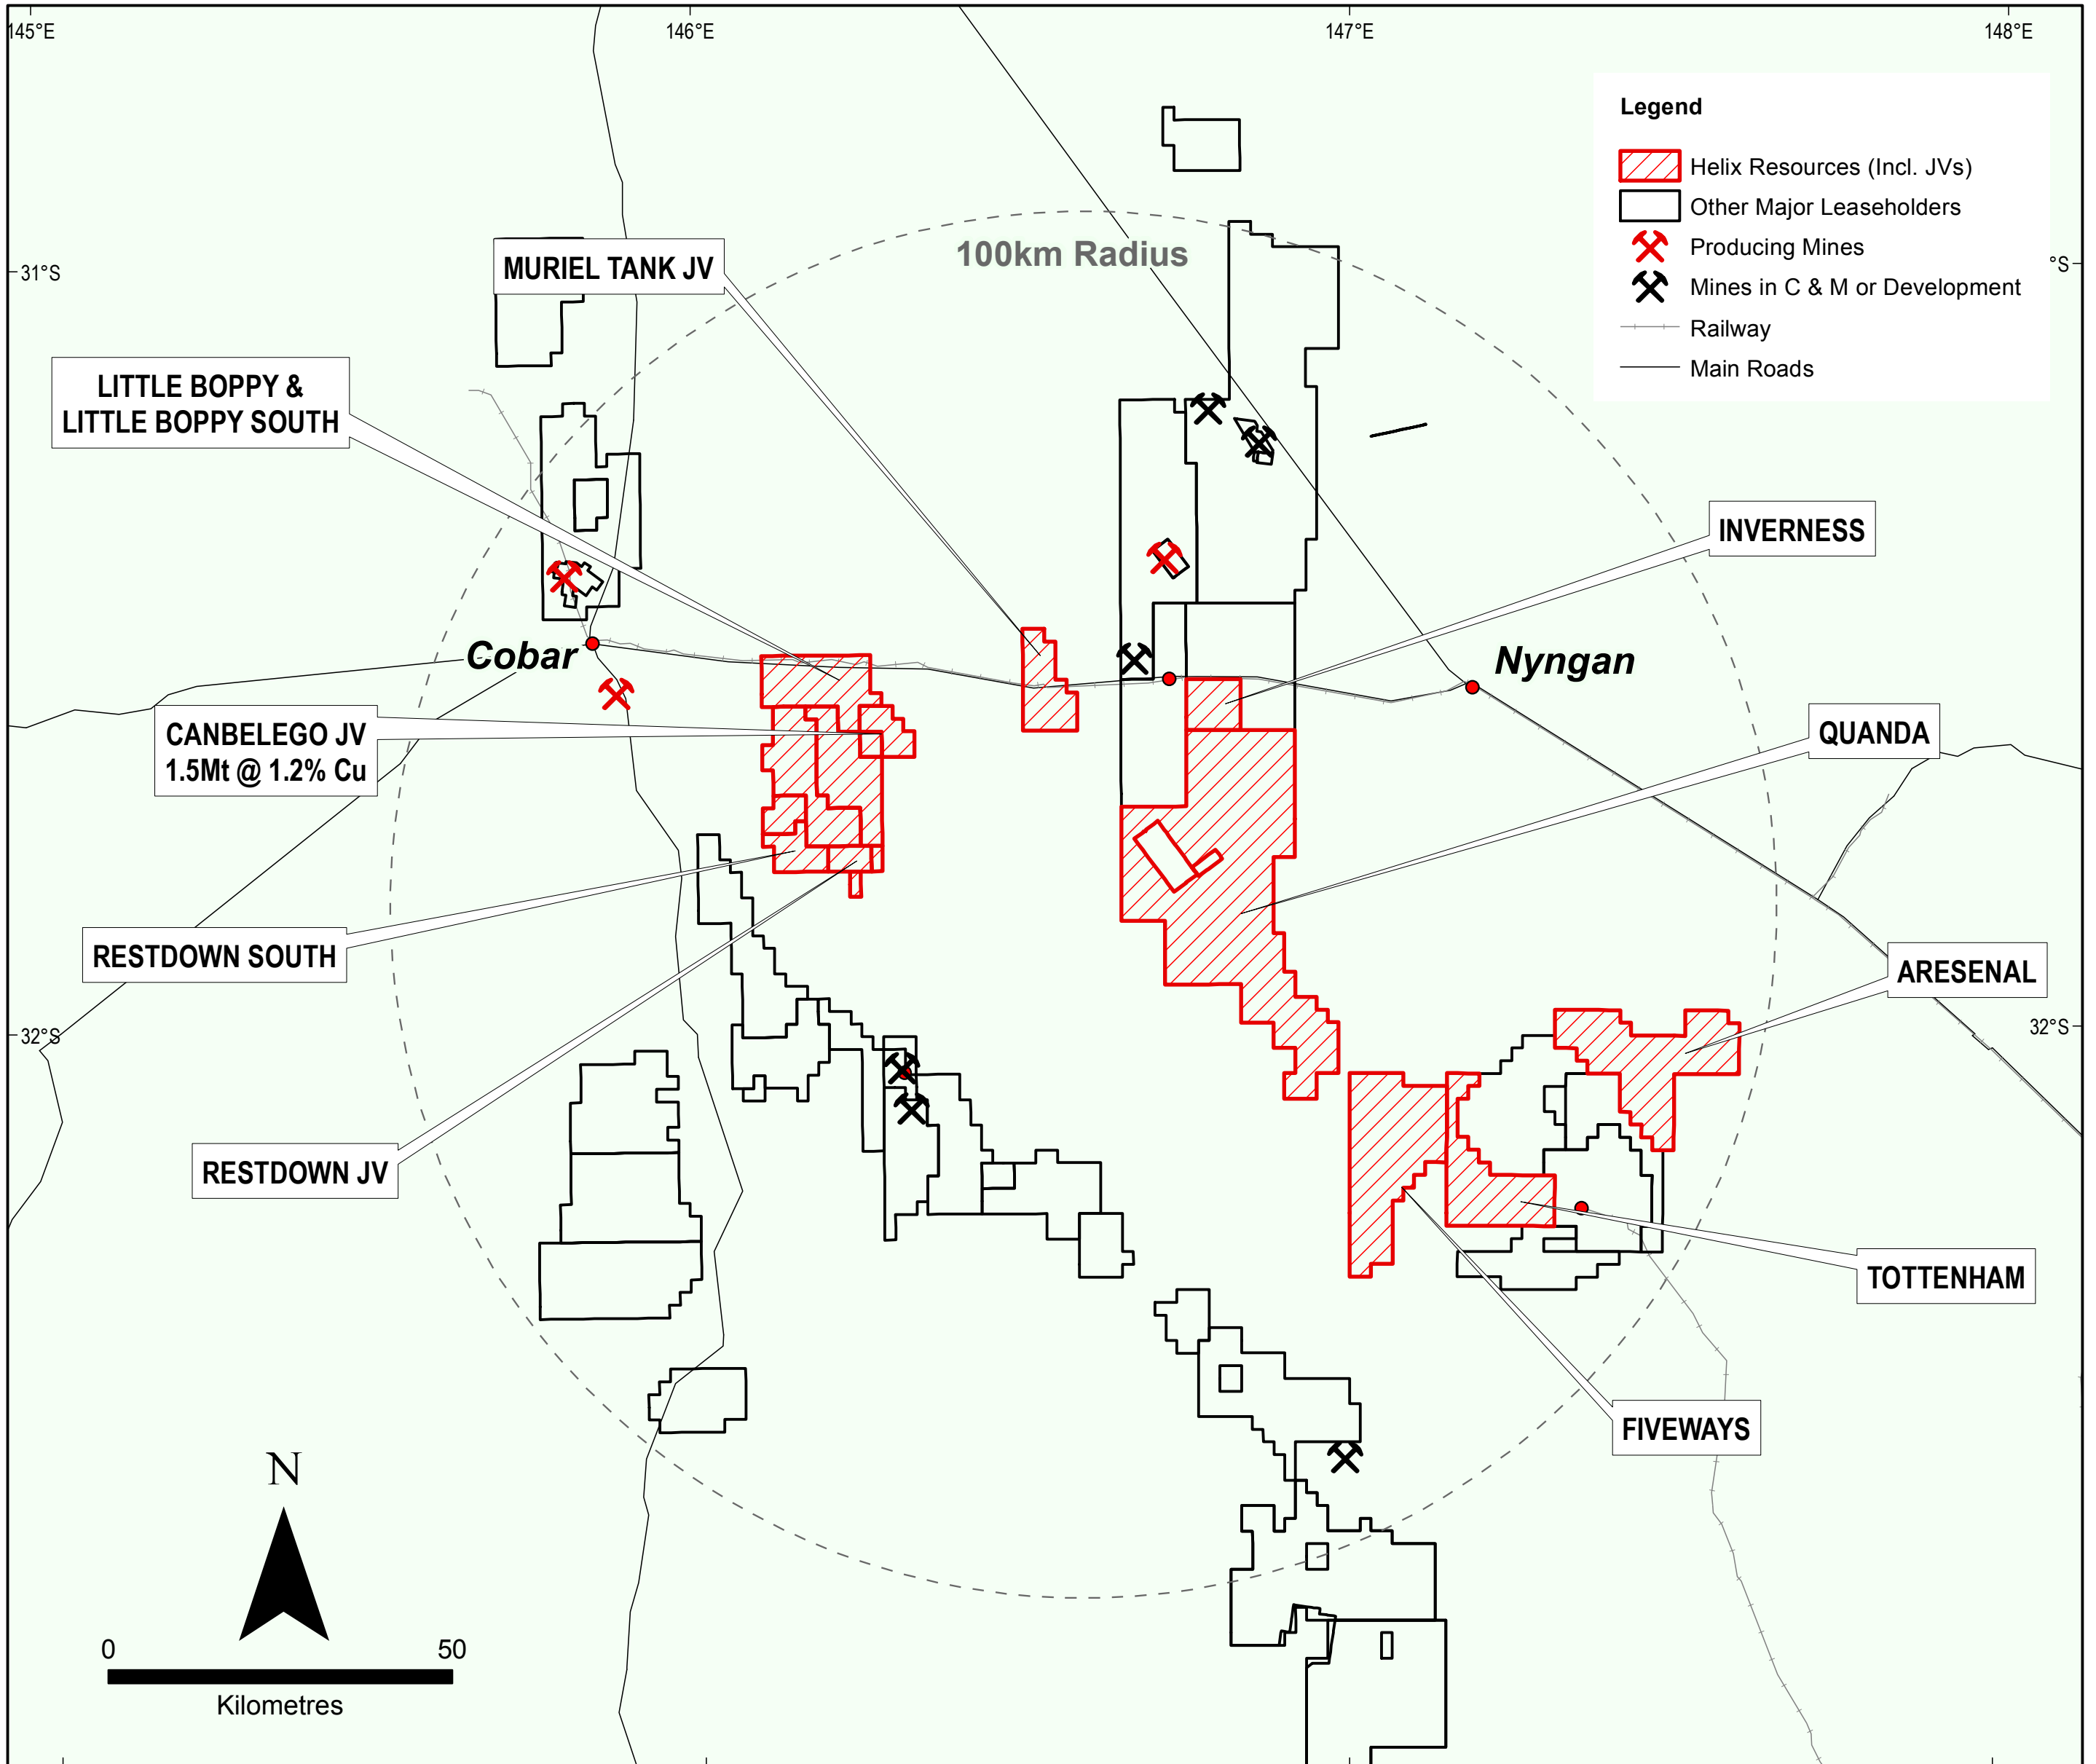 145°E
146°E
147°E
148°E
Legend
Helix Resources (Incl. JVs)
Other Major Leaseholders
Producing Mines
Mines in C & M or Development
Railway
Main Roads
100km Radius
MURIEL TANK JV
31°S
°S
LITTLE BOPPY &
LITTLE BOPPY SOUTH
INVERNESS
Cobar
Nyngan
CANBELEGO JV
1.5Mt @ 1.2% Cu
QUANDA
RESTDOWN SOUTH
ARESENAL
32°S
32°S
RESTDOWN JV
TOTTENHAM
FIVEWAYS
N
0
50
Kilometres